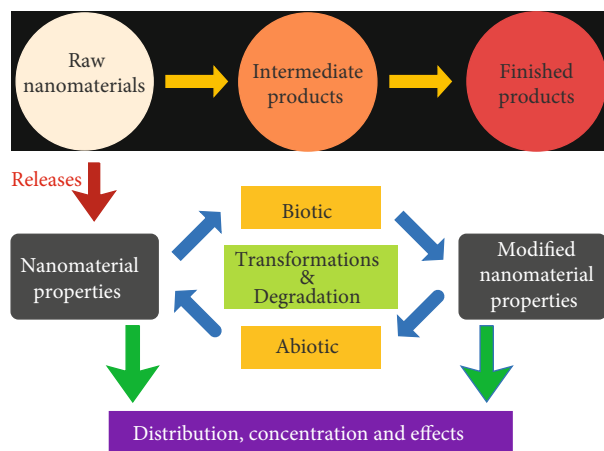 Raw
nanomaterials
Intermediate
products
Finished
products
Releases
Biotic
Nanomaterial
properties
Transformations
&
Degradation
Modified
nanomaterial
properties
Abiotic
Distribution, concentration and effects